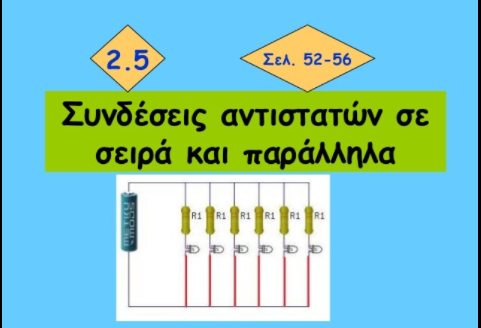 2.5
Σελ. 52-56
Συνδέσεις αντιστατών σε
σειρά και παράλληλα
R1 R1 R1 R1 R1 R1